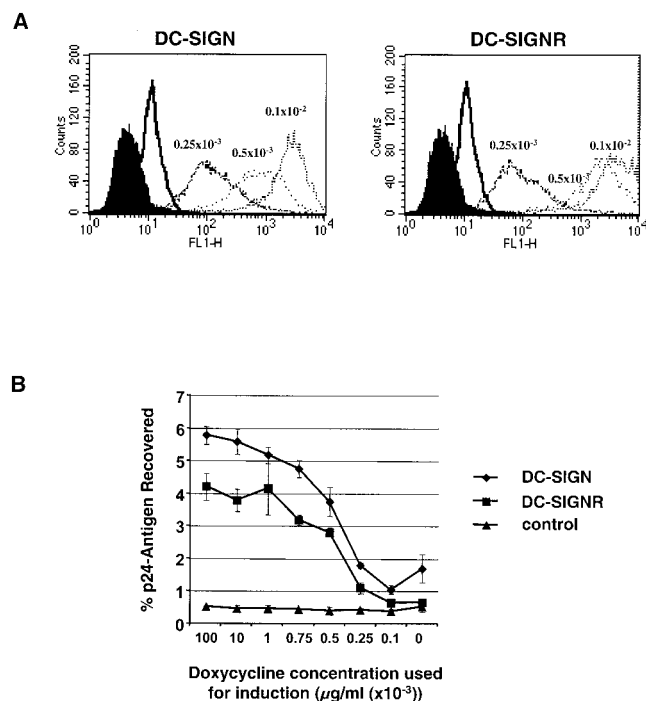 A
DC-SIGN
DC-SIGNR
Counts
200
160
120
80
40
0
0.25x10-3
0.5x10-3
0.1x10-2
100 101 102 103 104
FL1-H
Counts
200
160
120
80
40
0
0.25x10-3
0.5x10-3
0.1x10-2
100 101 102 103 104
FL1-H
B
% p24-Antigen Recovered
7
6
5
4
3
2
1
0
100 10 1 0.75 0.5 0.25 0.1 0
DC-SIGN
DC-SIGNR
control
Doxycycline concentration used
for induction (μg/ml (x10-3))